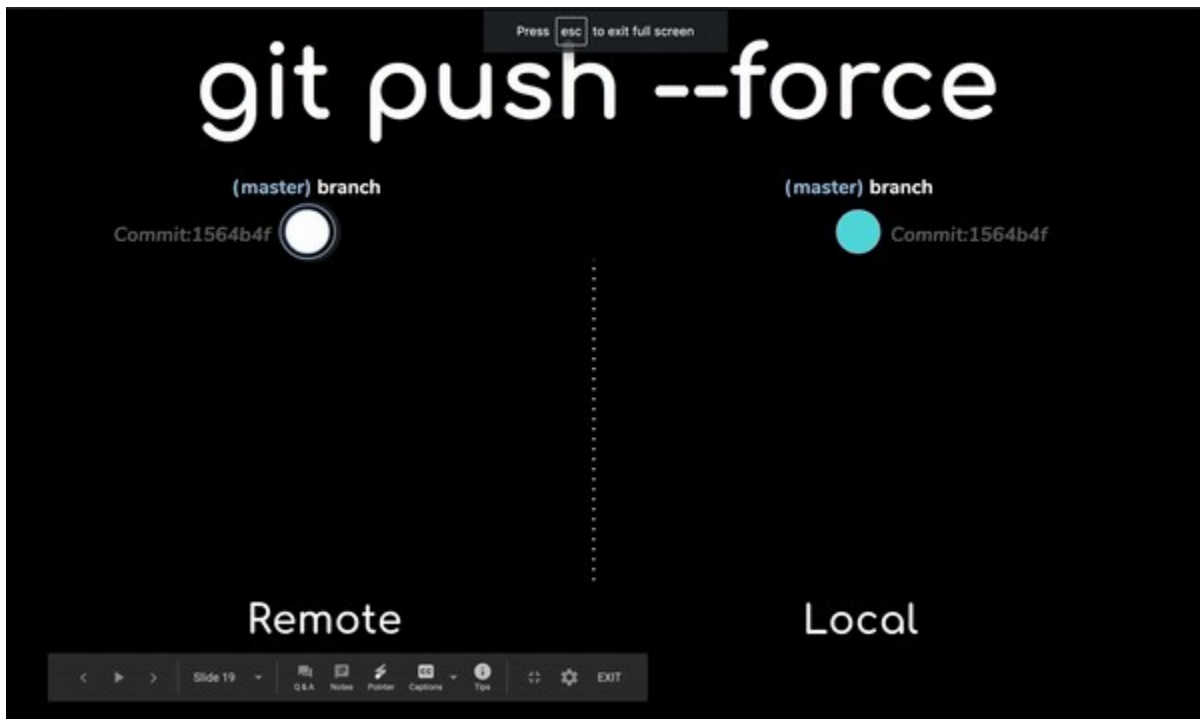 Press esc to exit full screen
git push --force
(master) branch
(master) branch
Commit:1564b4f
Commit:1564b4f
Remote
Local
Slide 19
Q&A
Notes
Pointer
CC
Captions
Tips
EXIT